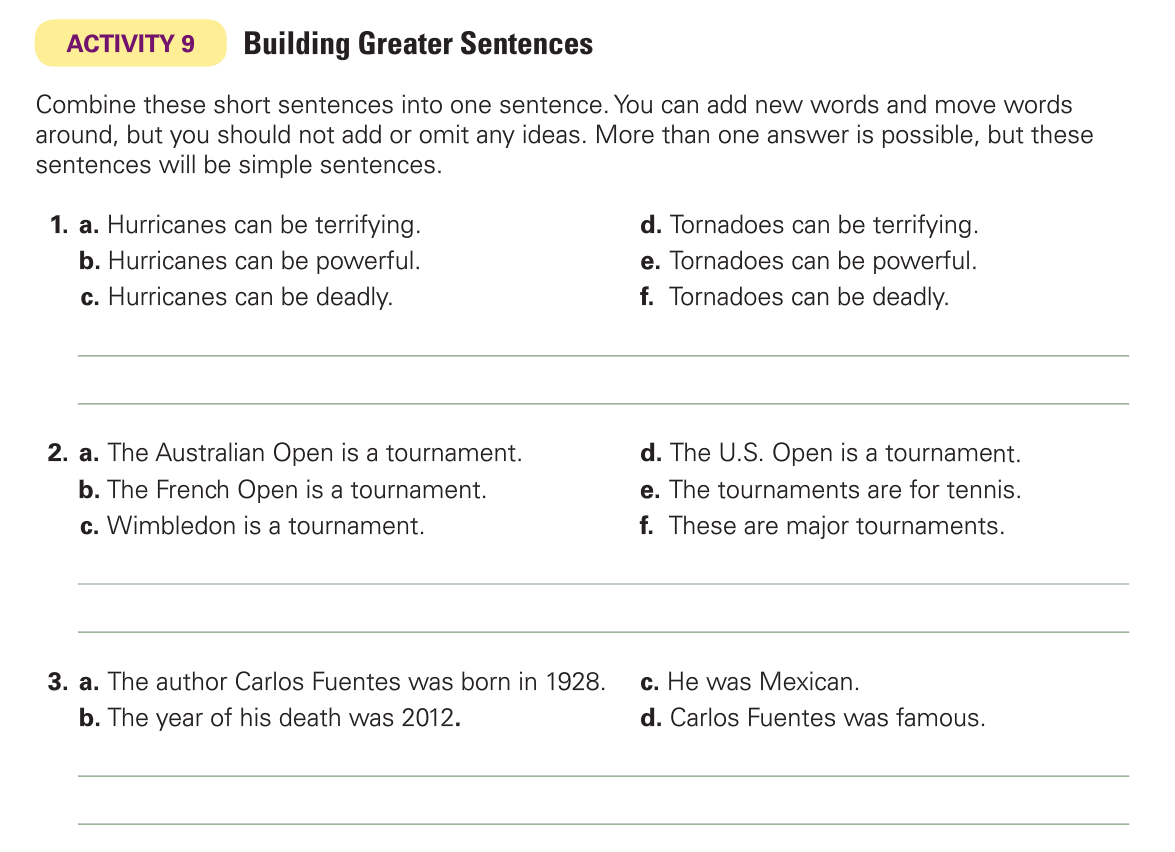 ACTIVITY 9 Building Greater Sentences
Combine these short sentences into one sentence. You can add new words and move words
around, but you should not add or omit any ideas. More than one answer is possible, but these
sentences will be simple sentences.
1. a. Hurricanes can be terrifying.
b. Hurricanes can be powerful.
c. Hurricanes can be deadly.
d. Tornadoes can be terrifying.
e. Tornadoes can be powerful.
f. Tornadoes can be deadly.
2. a. The Australian Open is a tournament.
b. The French Open is a tournament.
c. Wimbledon is a tournament.
d. The U.S. Open is a tournament.
e. The tournaments are for tennis.
f. These are major tournaments.
3. a. The author Carlos Fuentes was born in 1928.
b. The year of his death was 2012.
c. He was Mexican.
d. Carlos Fuentes was famous.